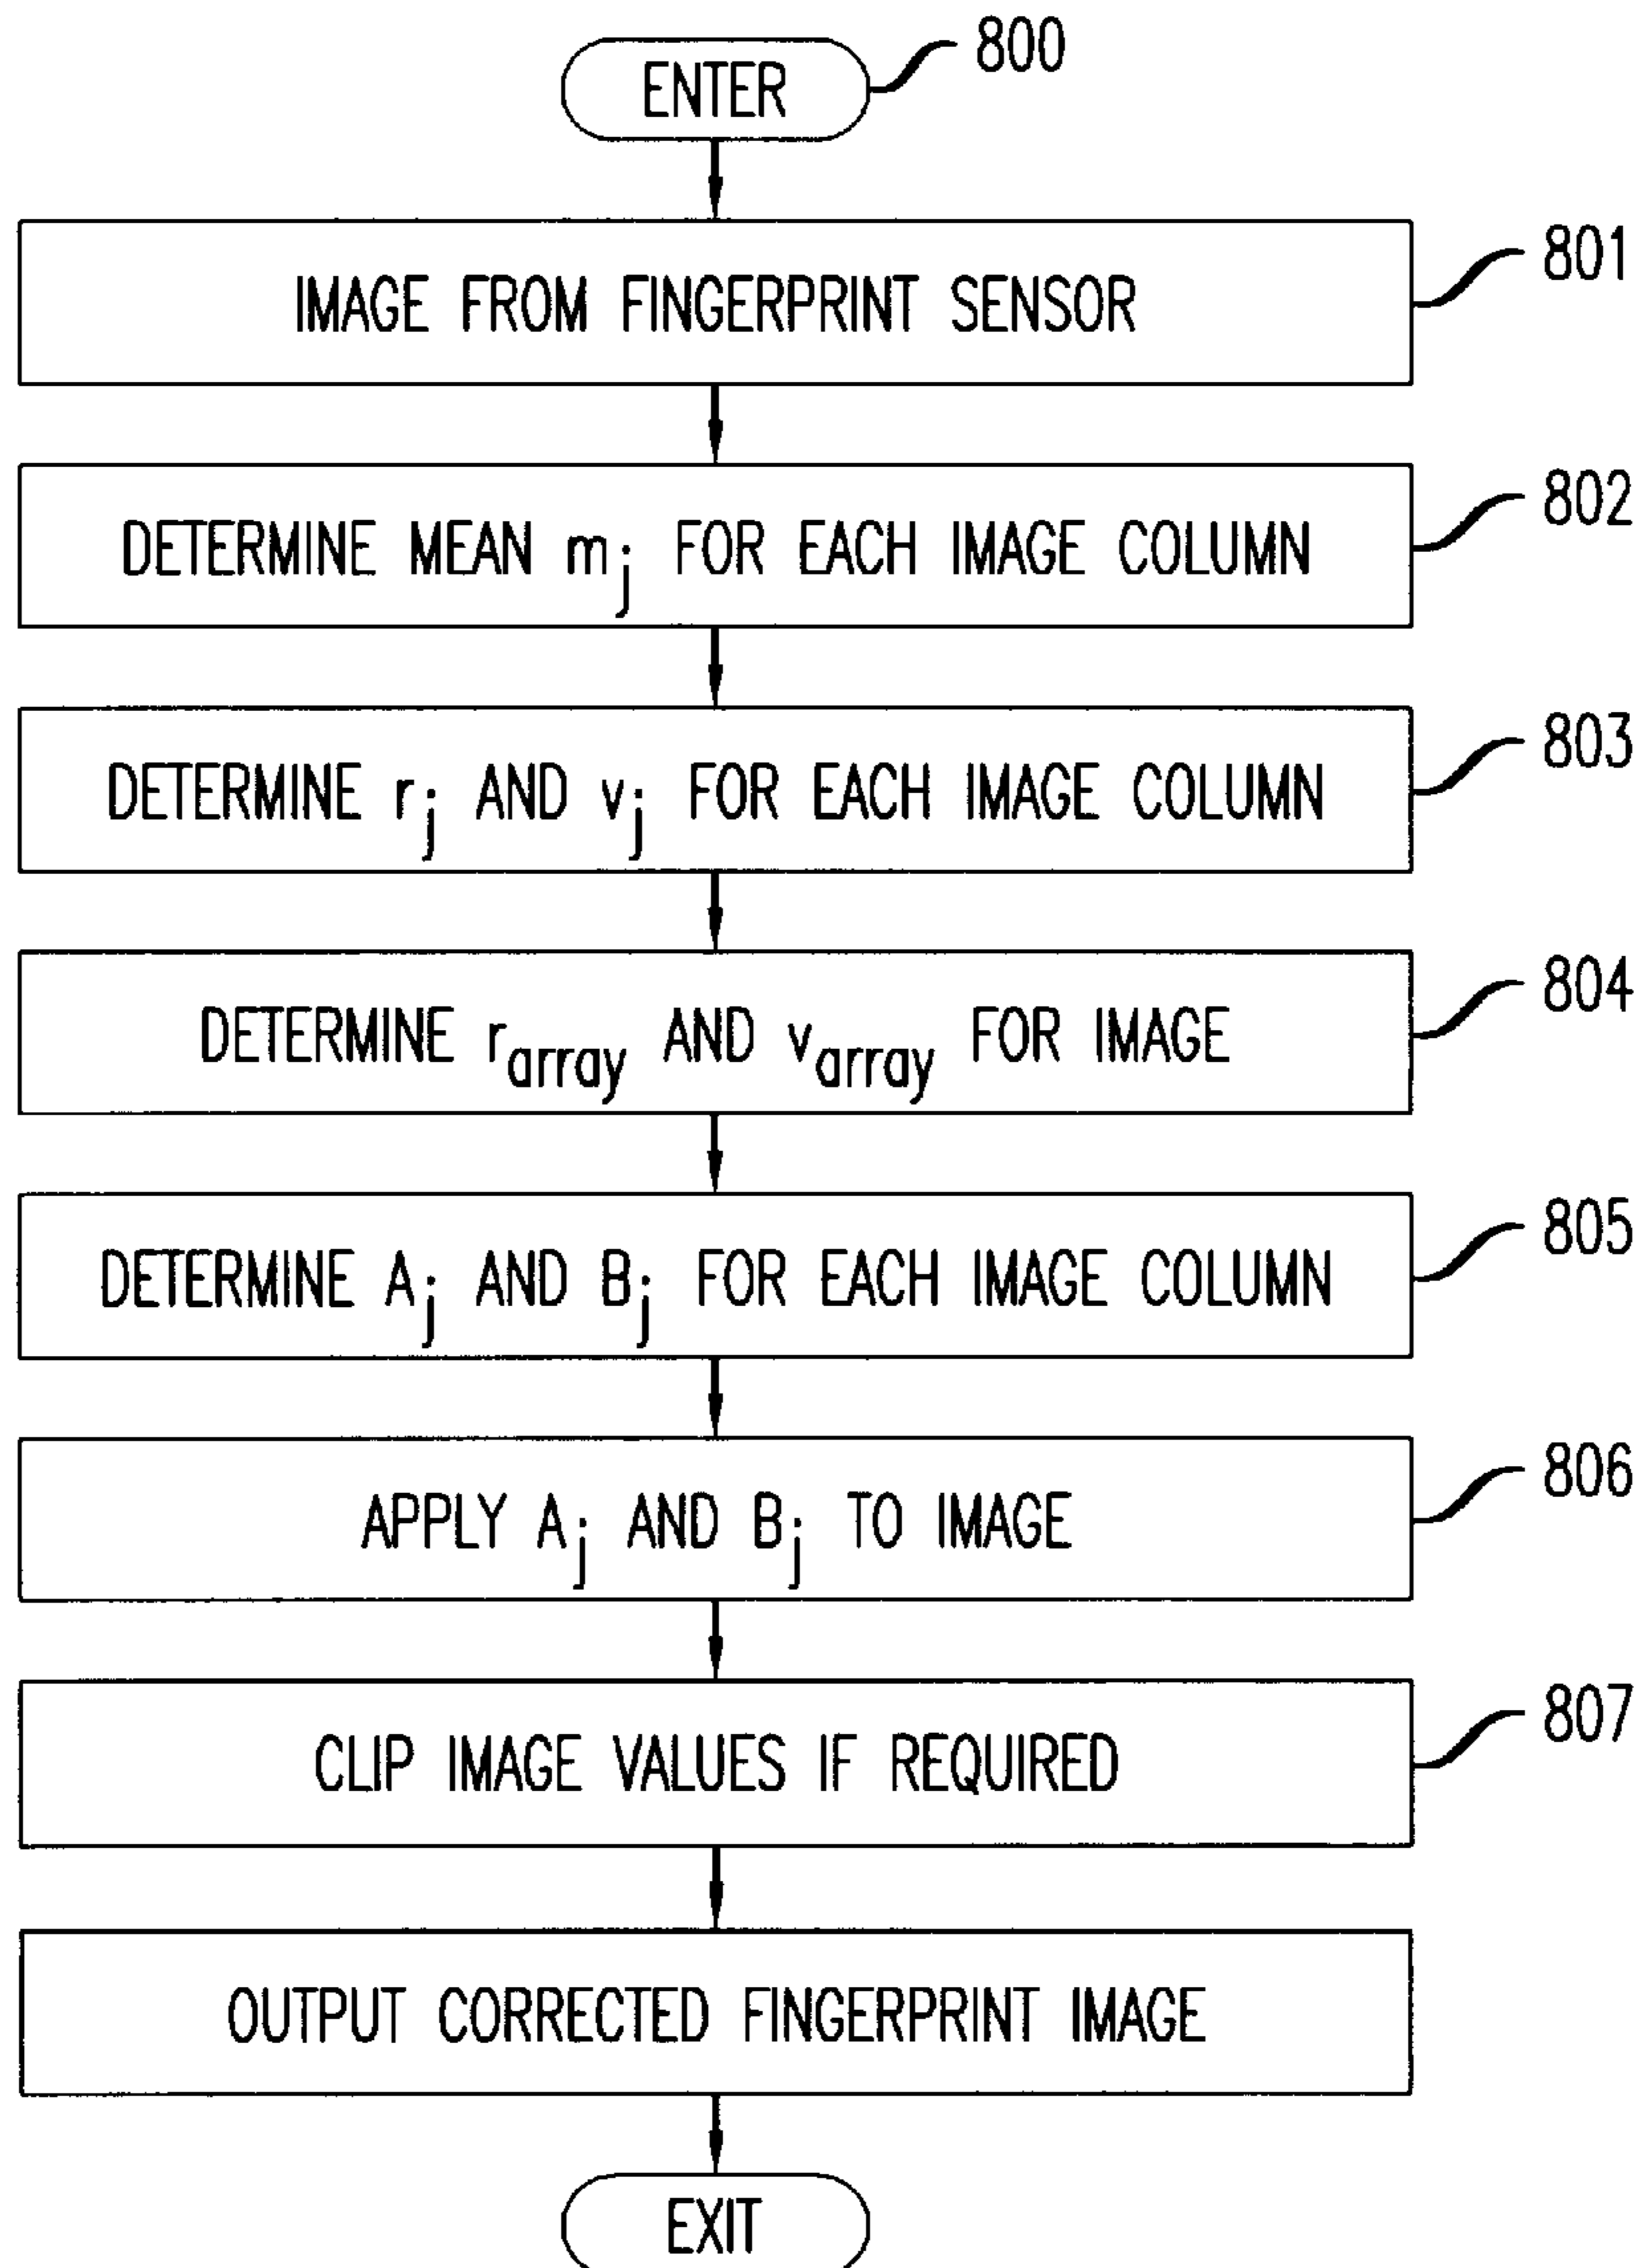 ENTER
800
IMAGE FROM FINGERPRINT SENSOR
801
DETERMINE MEAN mj FOR EACH IMAGE COLUMN
802
DETERMINE rj AND vj FOR EACH IMAGE COLUMN
803
DETERMINE rarray AND varray FOR IMAGE
804
DETERMINE Aj AND Bj FOR EACH IMAGE COLUMN
805
APPLY Aj AND Bj TO IMAGE
806
CLIP IMAGE VALUES IF REQUIRED
807
OUTPUT CORRECTED FINGERPRINT IMAGE
EXIT